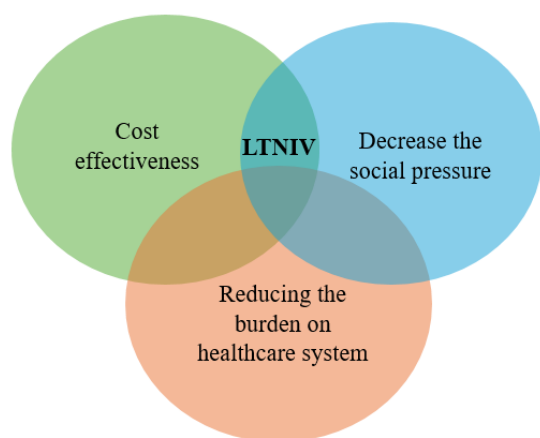 Cost
effectiveness
LTNIV
Decrease the
social pressure
Reducing the
burden on
healthcare system